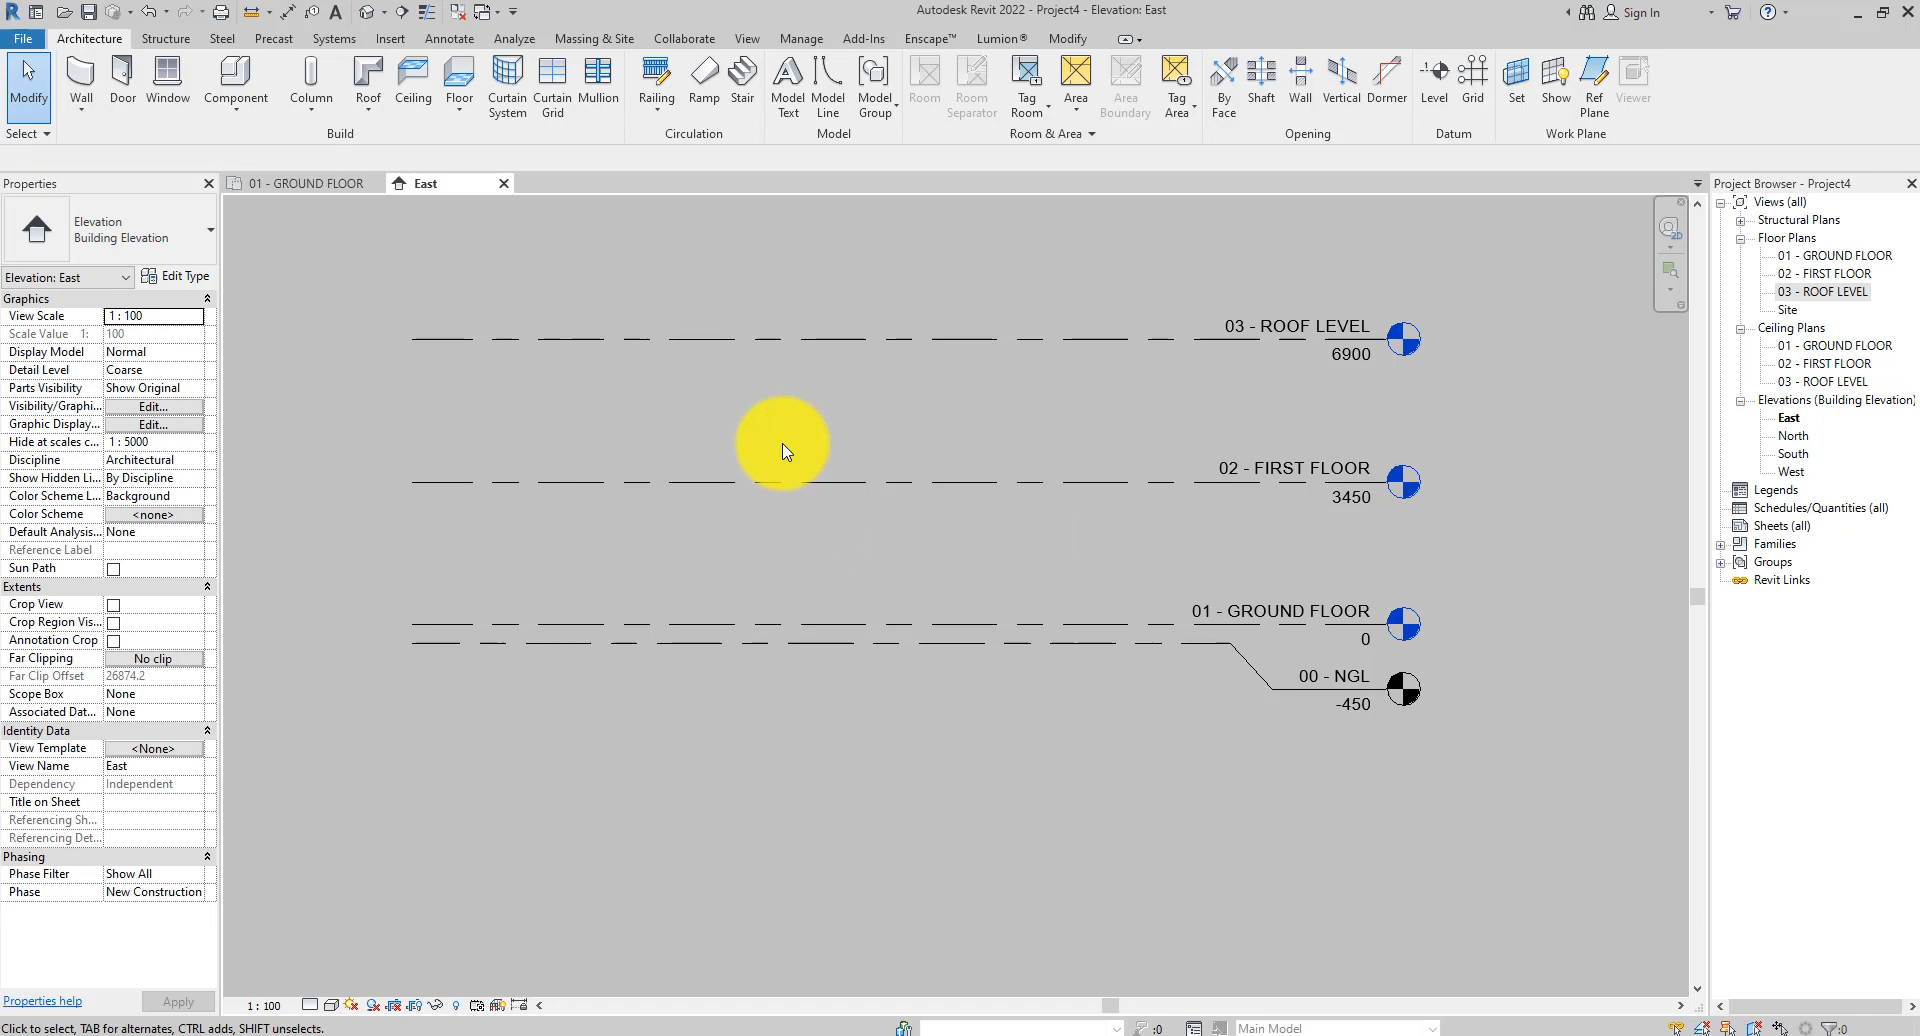 Autodesk Revit 2022 - Project4 - Elevation: East
Sign In
File Architecture Structure Steel Precast Systems Insert Annotate Analyze Massing & Site Collaborate View Manage Add-Ins Enscape™ Lumion® Modify
Modify
Wall
Door
Window
Component
Column
Roof
Ceiling
Floor
Curtain System
Curtain Grid
Mullion
Railing
Ramp
Stair
Model Text
Model Line
Model Group
Room
Room Separator
Tag Room
Area
Area Boundary
Tag Area
By Face
Shaft
Wall
Vertical
Dormer
Level
Grid
Set
Show
Ref Plane
Viewer
Select Build Circulation Model Room & Area Opening Datum Work Plane
Properties
Elevation
Building Elevation
Elevation: East Edit Type
Graphics
View Scale 1 : 100
Scale Value 1: 100
Display Model Normal
Detail Level Coarse
Parts Visibility Show Original
Visibility/Graphi... Edit...
Graphic Display... Edit...
Hide at scales c... 1 : 5000
Discipline Architectural
Show Hidden Li... By Discipline
Color Scheme L... Background
Color Scheme <none>
Default Analysis... None
Reference Label
Sun Path
Extents
Crop View
Crop Region Vis...
Annotation Crop
Far Clipping No clip
Far Clip Offset 26874.2
Scope Box None
Associated Dat... None
Identity Data
View Template <None>
View Name East
Dependency Independent
Title on Sheet
Referencing Sh...
Referencing Det...
Phasing
Phase Filter Show All
Phase New Construction
Properties help Apply
01 - GROUND FLOOR East
2D
03 - ROOF LEVEL
6900
02 - FIRST FLOOR
3450
01 - GROUND FLOOR
0
00 - NGL
-450
1 : 100
Project Browser - Project4
Views (all)
Structural Plans
Floor Plans
01 - GROUND FLOOR
02 - FIRST FLOOR
03 - ROOF LEVEL
Site
Ceiling Plans
01 - GROUND FLOOR
02 - FIRST FLOOR
03 - ROOF LEVEL
Elevations (Building Elevation)
East
North
South
West
Legends
Schedules/Quantities (all)
Sheets (all)
Families
Groups
Revit Links
Click to select, TAB for alternates, CTRL adds, SHIFT unselects.
:0
Main Model
:0